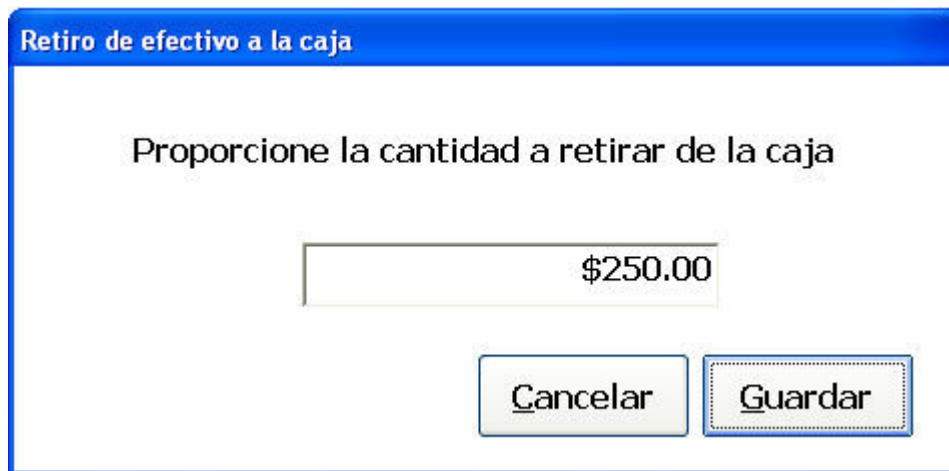 Retiro de efectivo a la caja
Proporcione la cantidad a retirar de la caja
$250.00
Cancelar Guardar